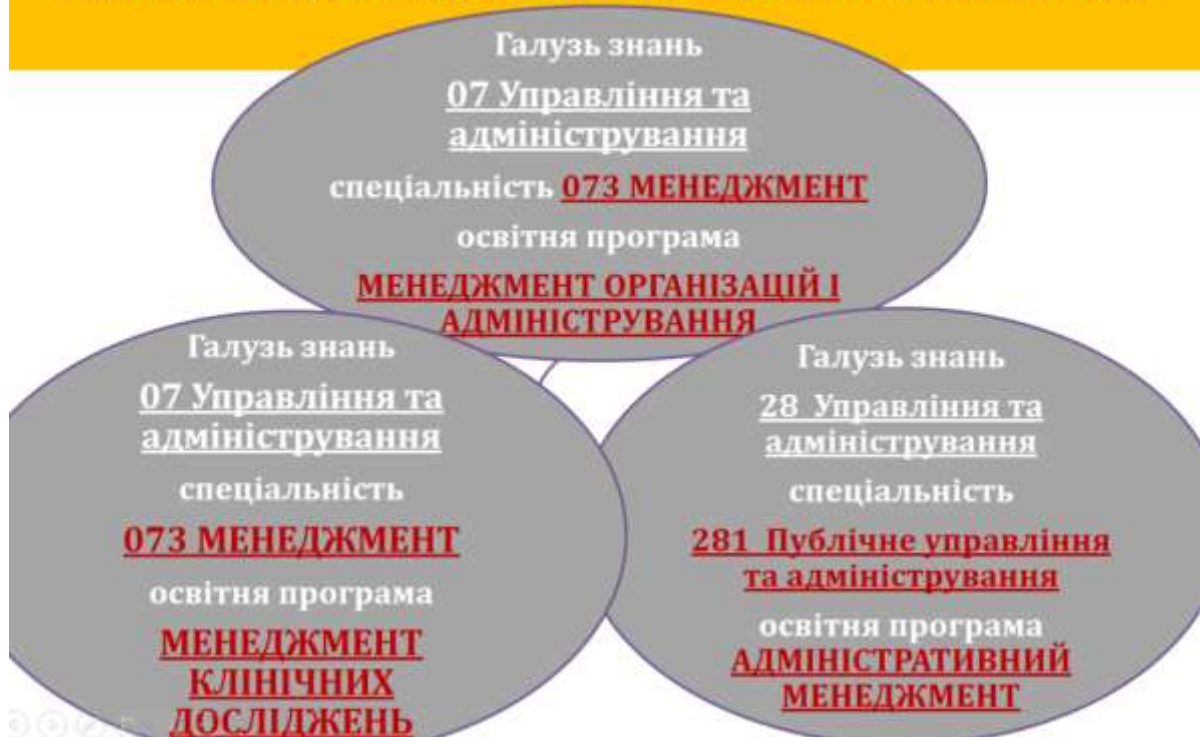 Галузь знань
07 Управління та
адміністрування
спеціальність 073 МЕНЕДЖМЕНТ
освітня програма
МЕНЕДЖМЕНТ ОРГАНІЗАЦІЙ І
АДМІНІСТРУВАННЯ
Галузь знань
07 Управління та
адміністрування
спеціальність
073 МЕНЕДЖМЕНТ
освітня програма
МЕНЕДЖМЕНТ
КЛІНІЧНИХ
ДОСЛІДЖЕНЬ
Галузь знань
28 Управління та
адміністрування
спеціальність
281 Публічне управління
та адміністрування
освітня програма
АДМІНІСТРАТИВНИЙ
МЕНЕДЖМЕНТ